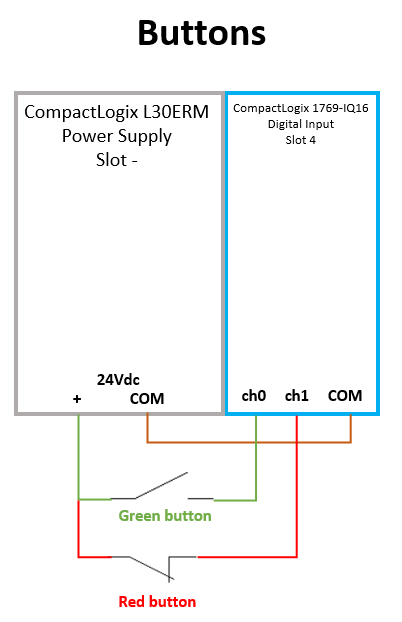 Buttons
CompactLogix L30ERM
Power Supply
Slot -
CompactLogix 1769-IQ16
Digital Input
Slot 4
24Vdc
+ COM
ch0 ch1 COM
Green button
Red button